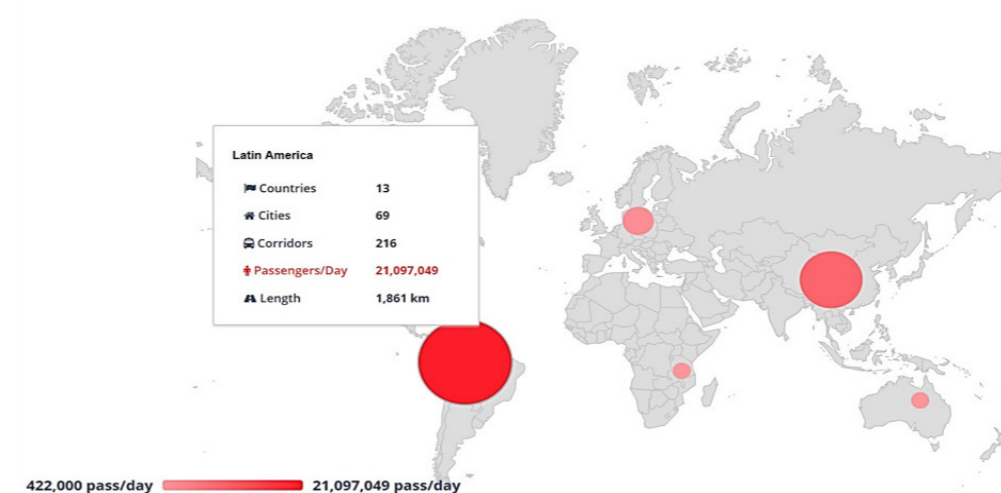 Latin America
Countries 13
Cities 69
Corridors 216
Passengers/Day 21,097,049
Length 1,861 km
422,000 pass/day 21,097,049 pass/day